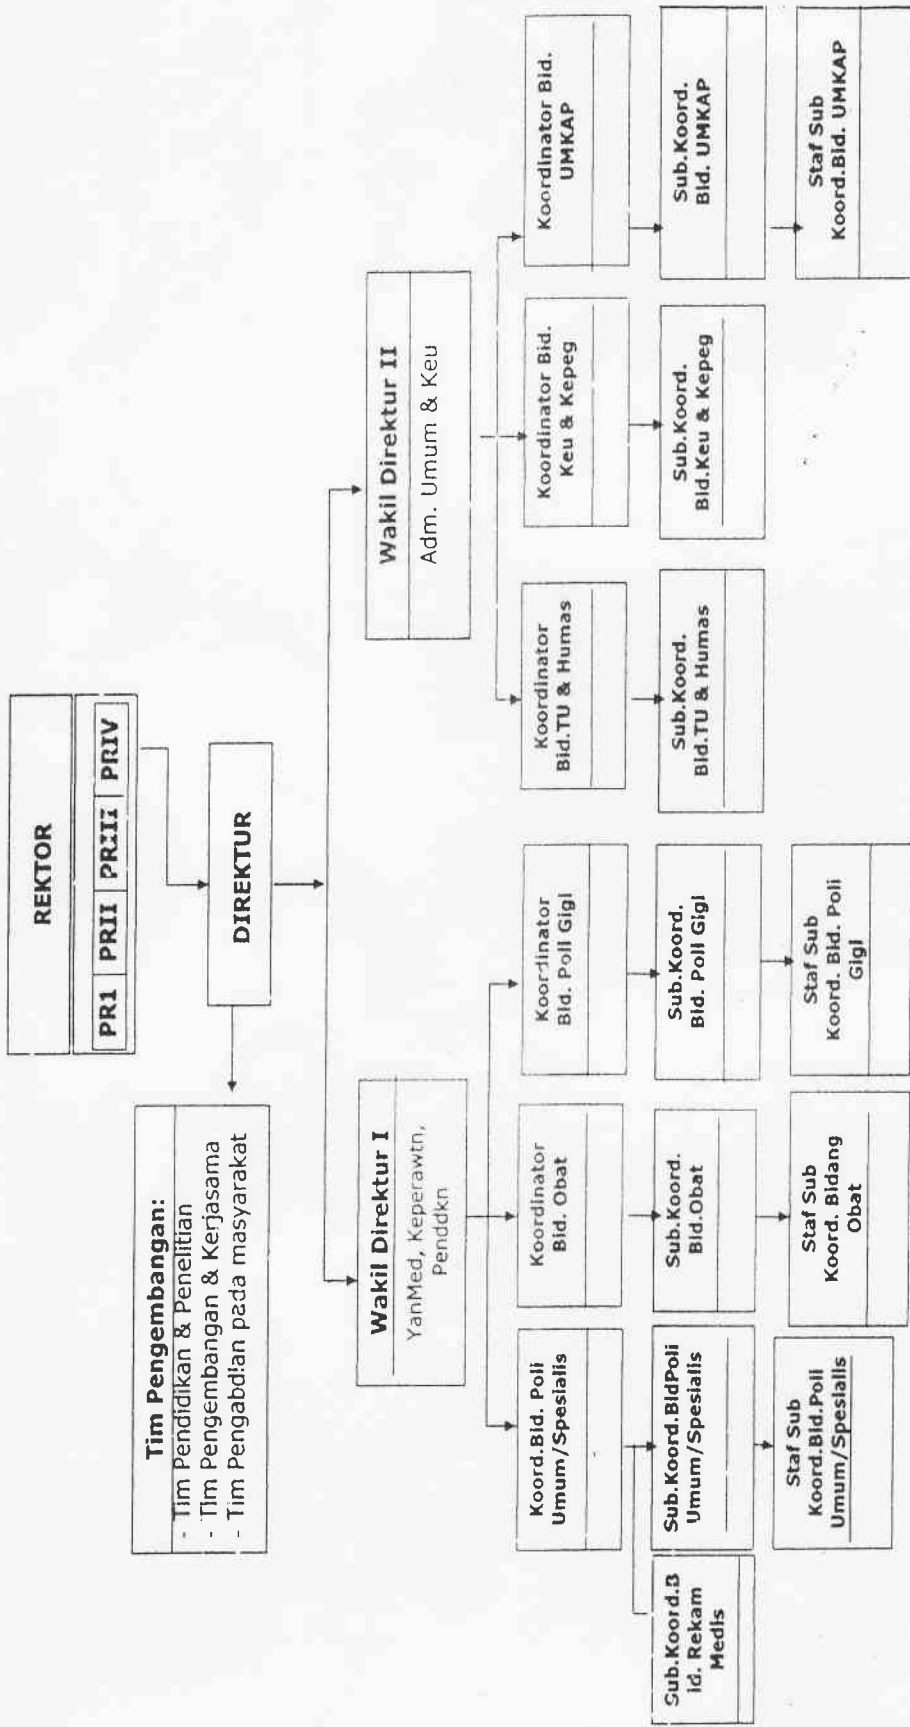 REKTOR
PR1 PRII PRIII PRIV
DIREKTUR
Tim Pengembangan:
- Tim Pendidikan & Penelitian
- Tim Pengembangan & Kerjasama
- Tim Pengabdian pada masyarakat
Wakil Direktur I
YanMed, Keperawtn,
Penddkn
Wakil Direktur II
Adm. Umum & Keu
Koord.Bid. Poli
Umum/Spesialis
Koordinator
Bid. Obat
Koordinator
Bid. Poli Gigi
Koordinator
Bid.TU & Humas
Koordinator Bid.
Keu & Kepeg
Koordinator Bid.
UMKAP
Sub.Koord.B
id. Rekam
Medis
Sub.Koord.BidPoli
Umum/Spesialis
Sub.Koord.
Bid.Obat
Sub.Koord.
Bid. Poli Gigi
Sub.Koord.
Bid.TU & Humas
Sub.Koord.
Bid.Keu & Kepeg
Sub.Koord.
Bid. UMKAP
Staf Sub
Koord.Bid.Poli
Umum/Spesialis
Staf Sub
Koord. Bidang
Obat
Staf Sub
Koord. Bid. Poli
Gigi
Staf Sub
Koord.Bid. UMKAP